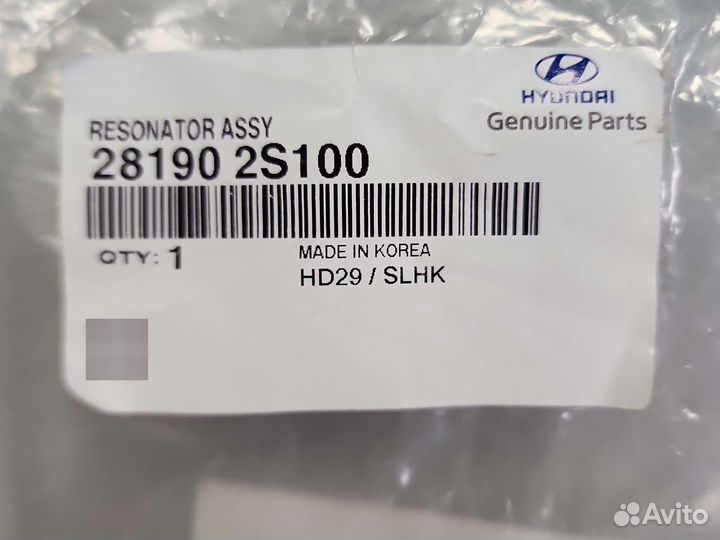 HYUNDAI
Genuine Parts
RESONATOR ASSY
28190 2S100
QTY: 1
MADE IN KOREA
HD29 / SLHK
Avito